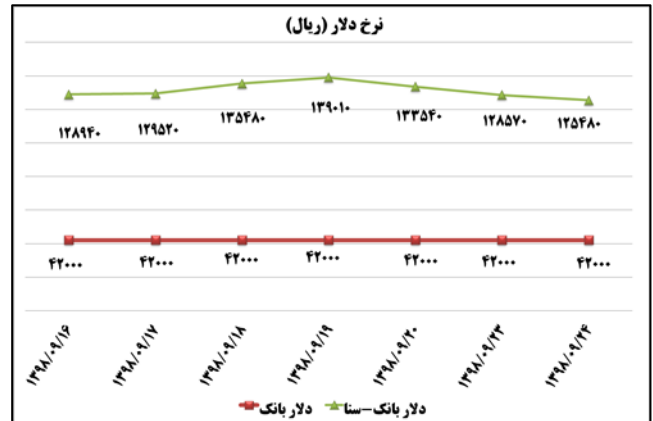 نرخ دلار (ریال)
۱۲۸۹۴۰ ۱۲۹۵۲۰ ۱۳۵۴۸۰ ۱۳۹۰۱۰ ۱۳۳۵۴۰ ۱۲۸۵۷۰ ۱۲۵۴۸۰
۴۲۰۰۰ ۴۲۰۰۰ ۴۲۰۰۰ ۴۲۰۰۰ ۴۲۰۰۰ ۴۲۰۰۰ ۴۲۰۰۰
۱۳۹۸/۰۹/۱۶ ۱۳۹۸/۰۹/۱۷ ۱۳۹۸/۰۹/۱۸ ۱۳۹۸/۰۹/۱۹ ۱۳۹۸/۰۹/۲۰ ۱۳۹۸/۰۹/۲۳ ۱۳۹۸/۰۹/۲۴
دلار بانک-سنا دلار بانک